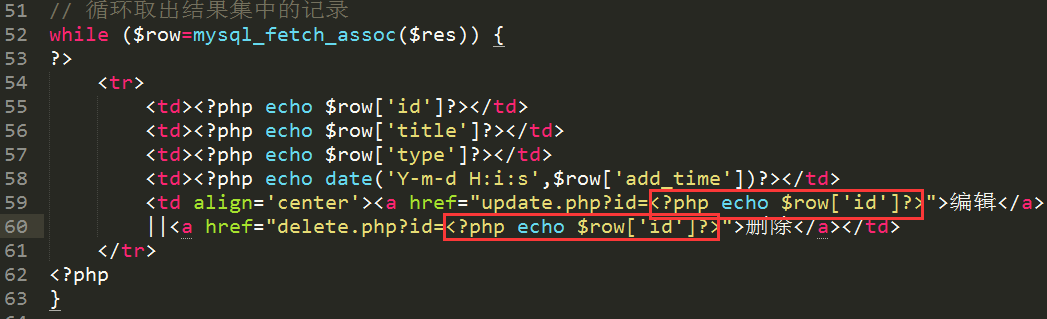 51 // 循环取出结果集中的记录
52 while ($row=mysql_fetch_assoc($res)) {
53 ?>
54 <tr>
55 <td><?php echo $row['id']?></td>
56 <td><?php echo $row['title']?></td>
57 <td><?php echo $row['type']?></td>
58 <td><?php echo date('Y-m-d H:i:s',$row['add_time'])?></td>
59 <td align='center'><a href="update.php?id=<?php echo $row['id']?>">编辑</a>
60 ||<a href="delete.php?id=<?php echo $row['id']?>">删除</a></td>
61 </tr>
62 <?php
63 }